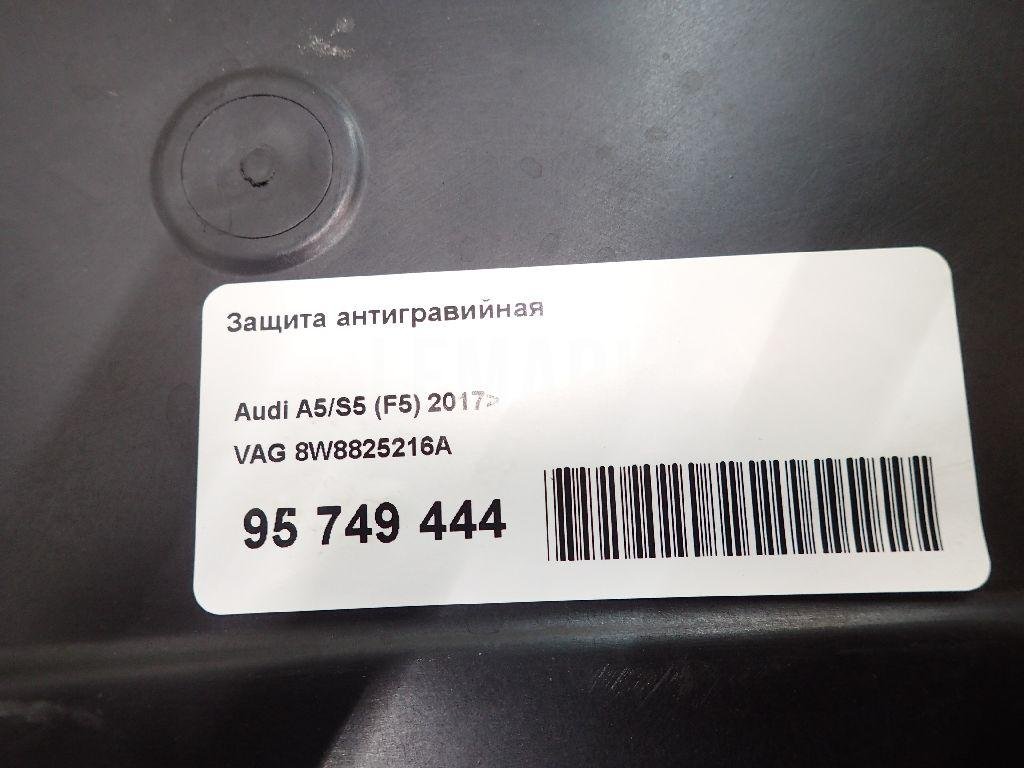 Защита антигравийная
Audi A5/S5 (F5) 2017>
VAG 8W8825216A
95 749 444